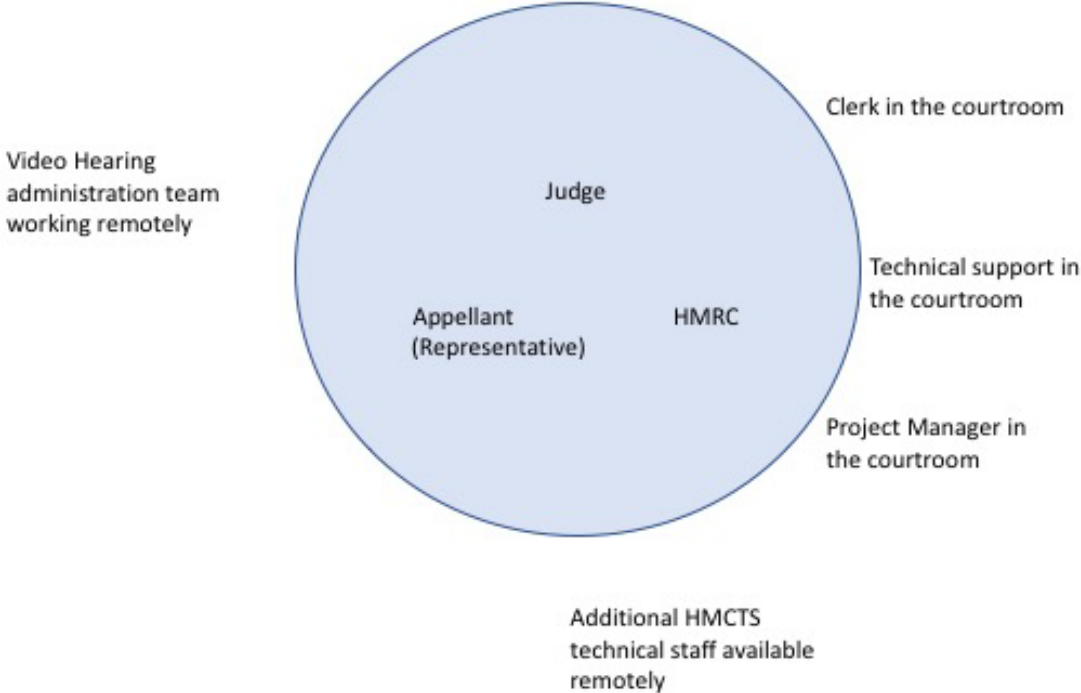 Clerk in the courtroom
Video Hearing
administration team
working remotely
Judge
Technical support in
the courtroom
Appellant
(Representative)
HMRC
Project Manager in
the courtroom
Additional HMCTS
technical staff available
remotely